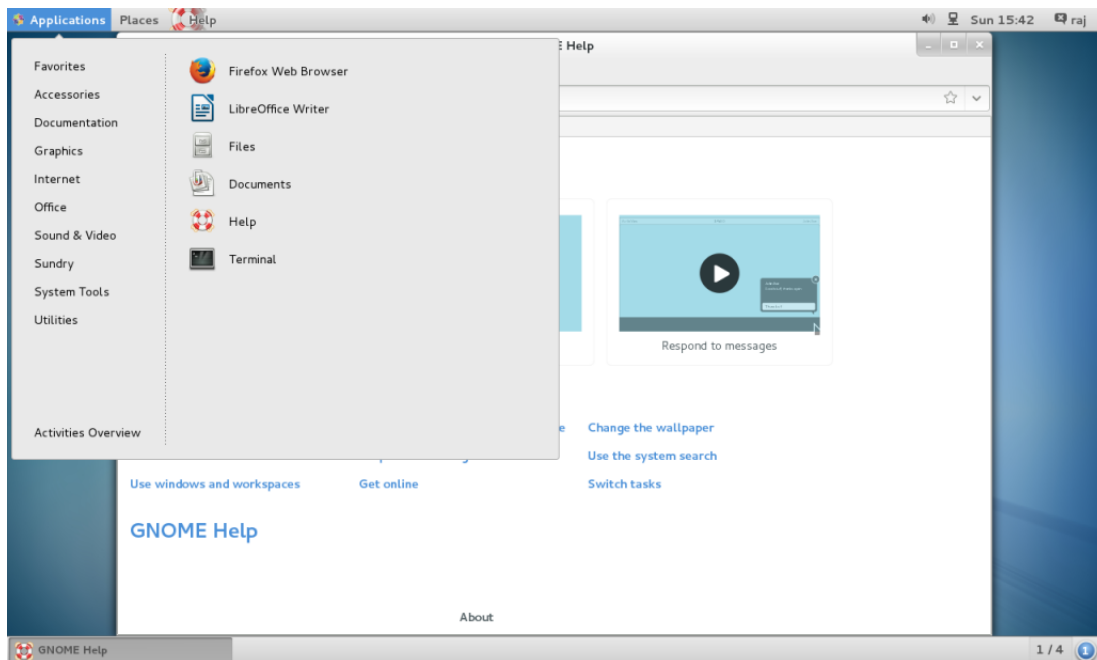 Applications Places Help Sun 15:42 raj
Help
Favorites
Accessories
Documentation
Graphics
Internet
Office
Sound & Video
Sundry
System Tools
Utilities
Activities Overview
Firefox Web Browser
LibreOffice Writer
Files
Documents
Help
Terminal
Respond to messages
Change the wallpaper
Use the system search
Use windows and workspaces Get online Switch tasks
GNOME Help
About
GNOME Help 1 / 4 1